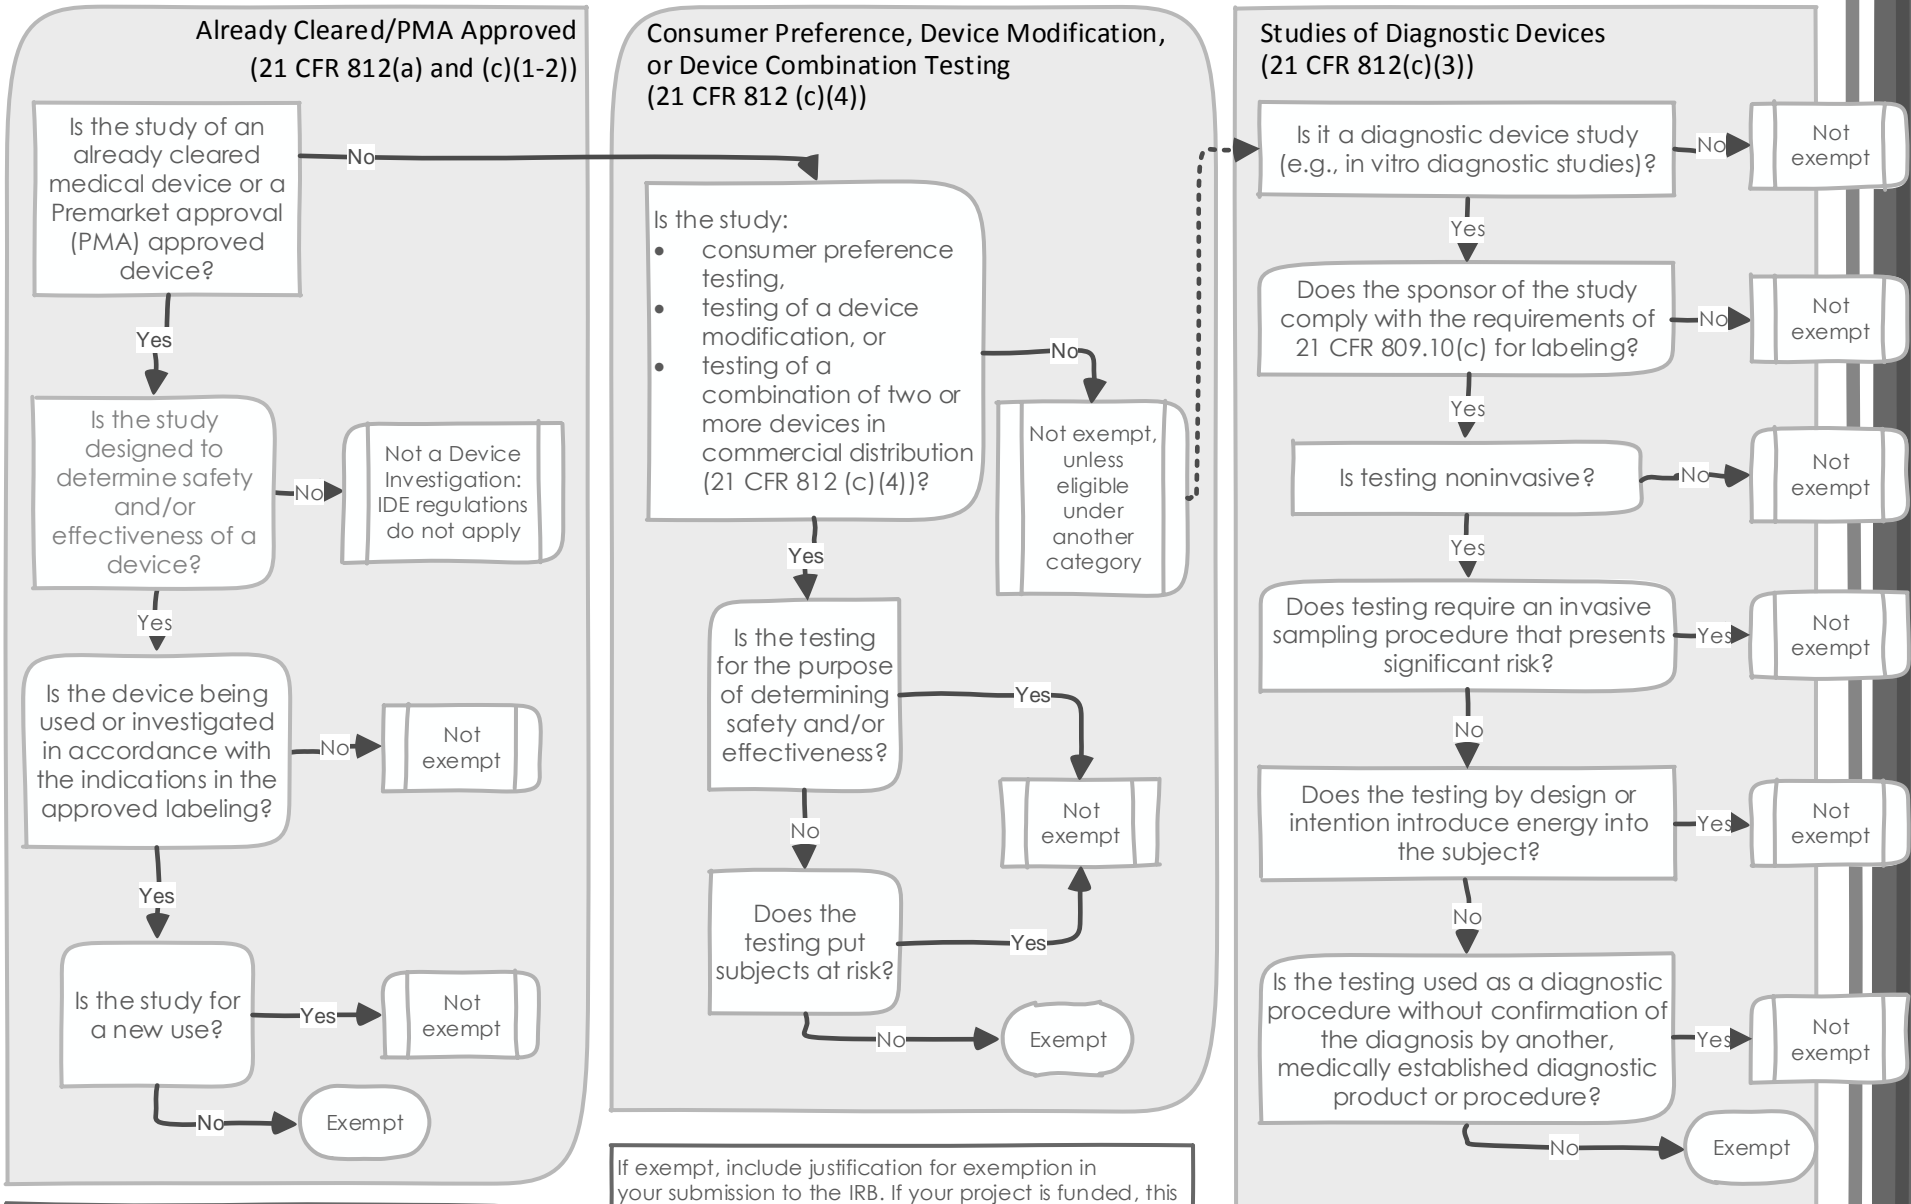 Already Cleared/PMA Approved
(21 CFR 812(a) and (c)(1-2))
Is the study of an
already cleared
medical device or a
Premarket approval
(PMA) approved
device?
No
Yes
Is the study
designed to
determine safety
and/or
effectiveness of a
device?
No
Not a Device
Investigation:
IDE regulations
do not apply
Yes
Is the device being
used or investigated
in accordance with
the indications in the
approved labeling?
No
Not
exempt
Yes
Is the study for
a new use?
Yes
Not
exempt
No
Exempt
Consumer Preference, Device Modification,
or Device Combination Testing
(21 CFR 812 (c)(4))
Is the study:
• consumer preference
testing,
• testing of a device
modification, or
• testing of a
combination of two or
more devices in
commercial distribution
(21 CFR 812 (c)(4))?
No
Not exempt,
unless
eligible
under
another
category
Yes
Is the testing
for the purpose
of determining
safety and/or
effectiveness?
Yes
Not
exempt
No
Does the
testing put
subjects at risk?
Yes
No
Exempt
If exempt, include justification for exemption in
your submission to the IRB. If your project is funded, this
Studies of Diagnostic Devices
(21 CFR 812(c)(3))
Is it a diagnostic device study
(e.g., in vitro diagnostic studies)?
No
Not
exempt
Yes
Does the sponsor of the study
comply with the requirements of
21 CFR 809.10(c) for labeling?
No
Not
exempt
Yes
Is testing noninvasive?
No
Not
exempt
Yes
Does testing require an invasive
sampling procedure that presents
significant risk?
Yes
Not
exempt
No
Does the testing by design or
intention introduce energy into
the subject?
Yes
Not
exempt
No
Is the testing used as a diagnostic
procedure without confirmation of
the diagnosis by another,
medically established diagnostic
product or procedure?
Yes
Not
exempt
No
Exempt